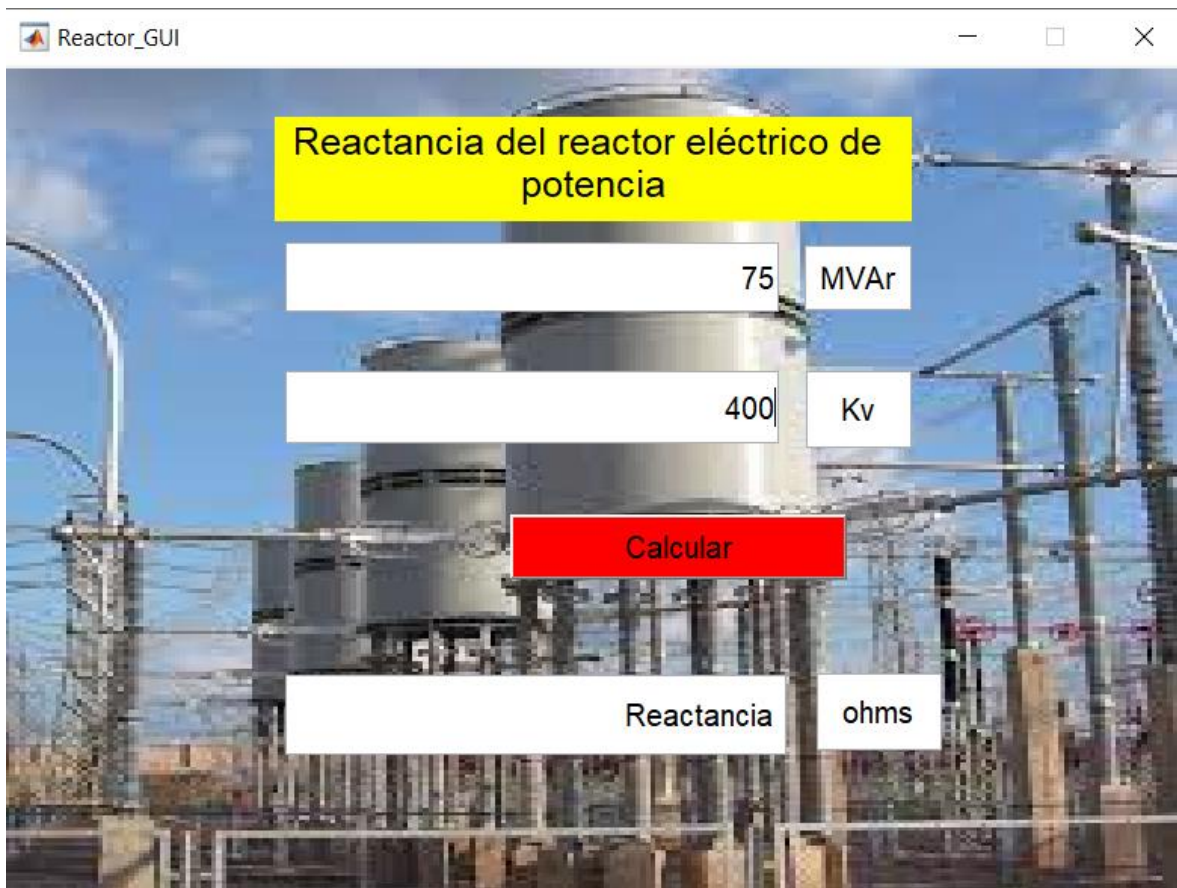 Reactor_GUI
Reactancia del reactor eléctrico de
potencia
75 MVAr
400 Kv
Calcular
Reactancia ohms